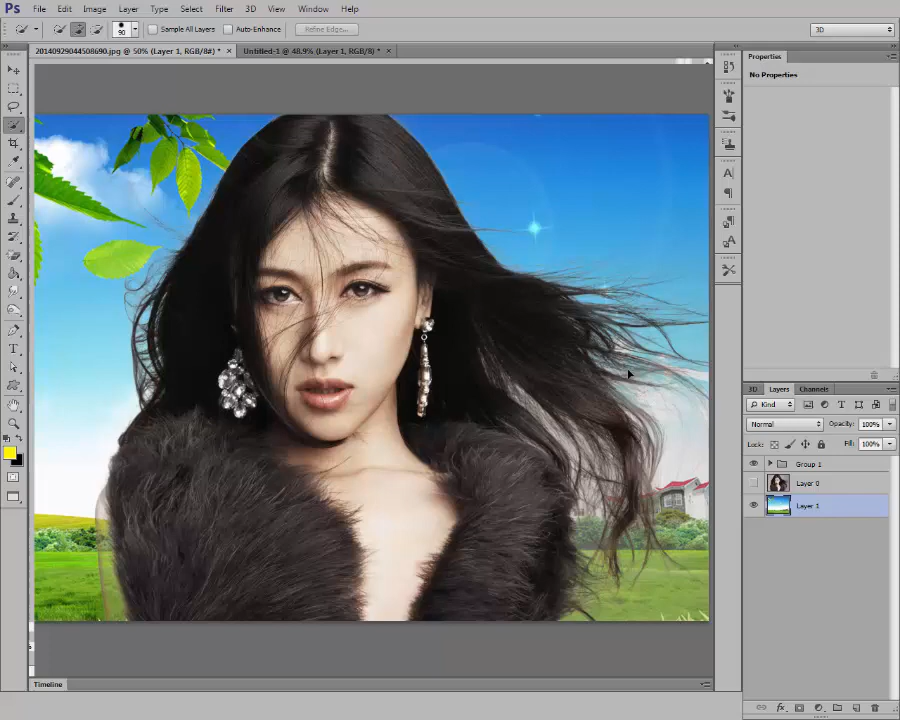 Ps File Edit Image Layer Type Select Filter 3D View Window Help
90 Sample All Layers Auto-Enhance Refine Edge... 3D
20140929044508690.jpg @ 50% (Layer 1, RGB/8#) * × Untitled-1 @ 48.9% (Layer 1, RGB/8) * ×
Properties
No Properties
3D Layers Channels
Kind
Normal Opacity: 100%
Lock: Fill: 100%
Group 1
Layer 0
Layer 1
Timeline